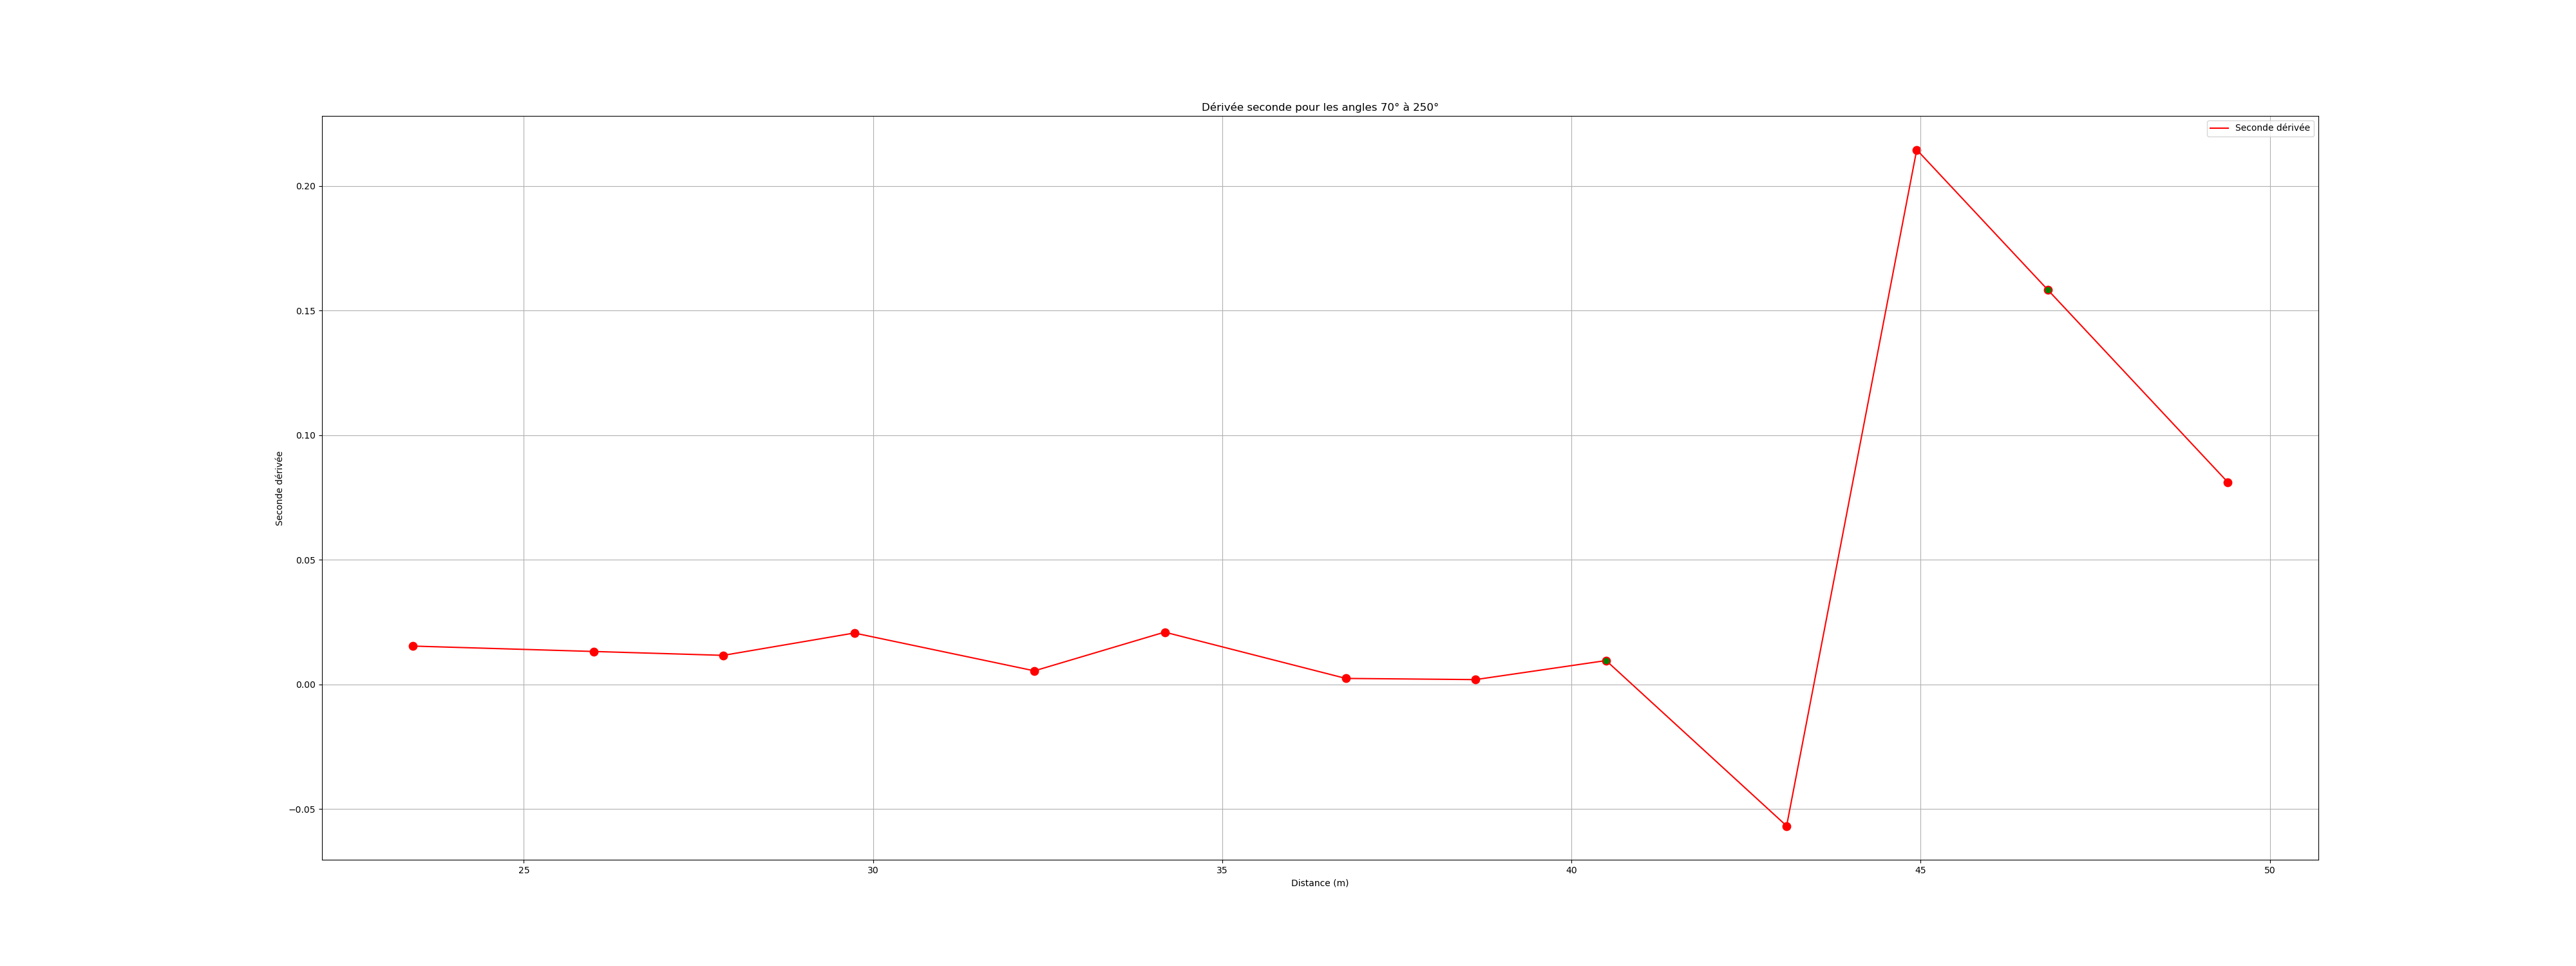 Dérivée seconde pour les angles 70° à 250°
Seconde dérivée
0.20
0.15
0.10
0.05
0.00
−0.05
Seconde dérivée
25 30 35 40 45 50
Distance (m)